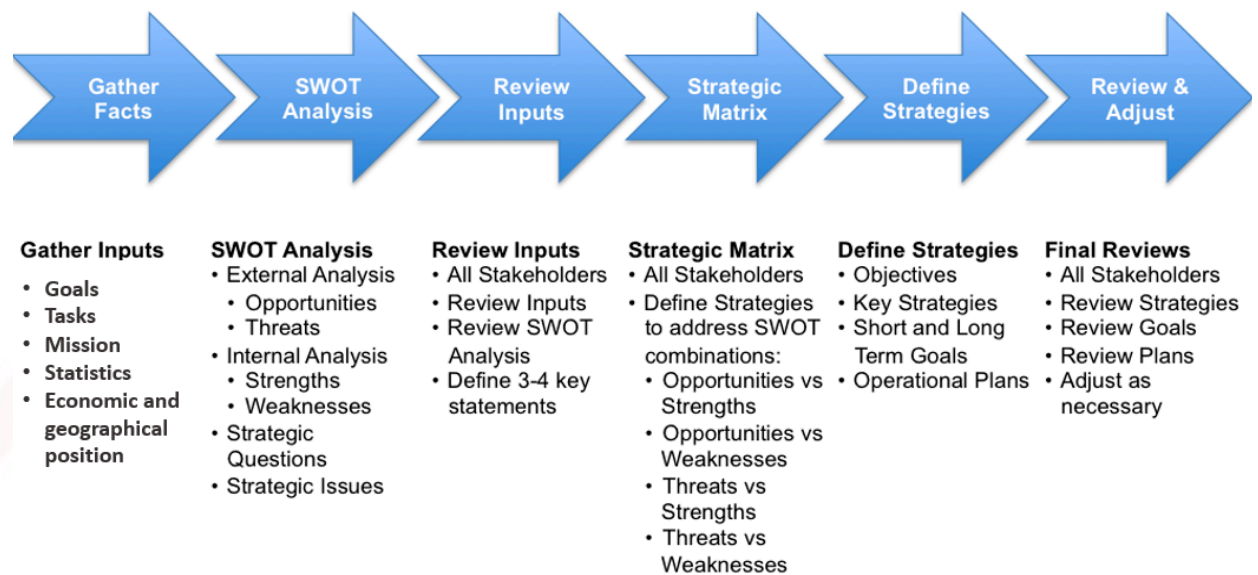 Gather
Facts
SWOT
Analysis
Review
Inputs
Strategic
Matrix
Define
Strategies
Review &
Adjust
Gather Inputs
• Goals
• Tasks
• Mission
• Statistics
• Economic and
geographical
position
SWOT Analysis
• External Analysis
• Opportunities
• Threats
• Internal Analysis
• Strengths
• Weaknesses
• Strategic
Questions
• Strategic Issues
Review Inputs
• All Stakeholders
• Review Inputs
• Review SWOT
Analysis
• Define 3-4 key
statements
Strategic Matrix
• All Stakeholders
• Define Strategies
to address SWOT
combinations:
• Opportunities vs
Strengths
• Opportunities vs
Weaknesses
• Threats vs
Strengths
• Threats vs
Weaknesses
Define Strategies
• Objectives
• Key Strategies
• Short and Long
Term Goals
• Operational Plans
Final Reviews
• All Stakeholders
• Review Strategies
• Review Goals
• Review Plans
• Adjust as
necessary